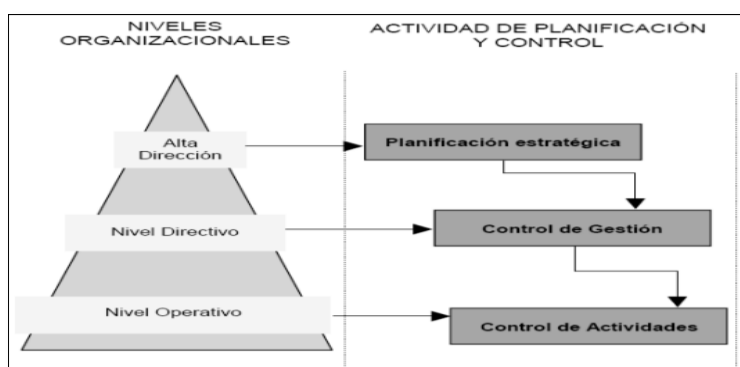 NIVELES
ORGANIZACIONALES
ACTIVIDAD DE PLANIFICACIÓN
Y CONTROL
Alta
Dirección
Planificación estratégica
Nivel Directivo
Control de Gestión
Nivel Operativo
Control de Actividades